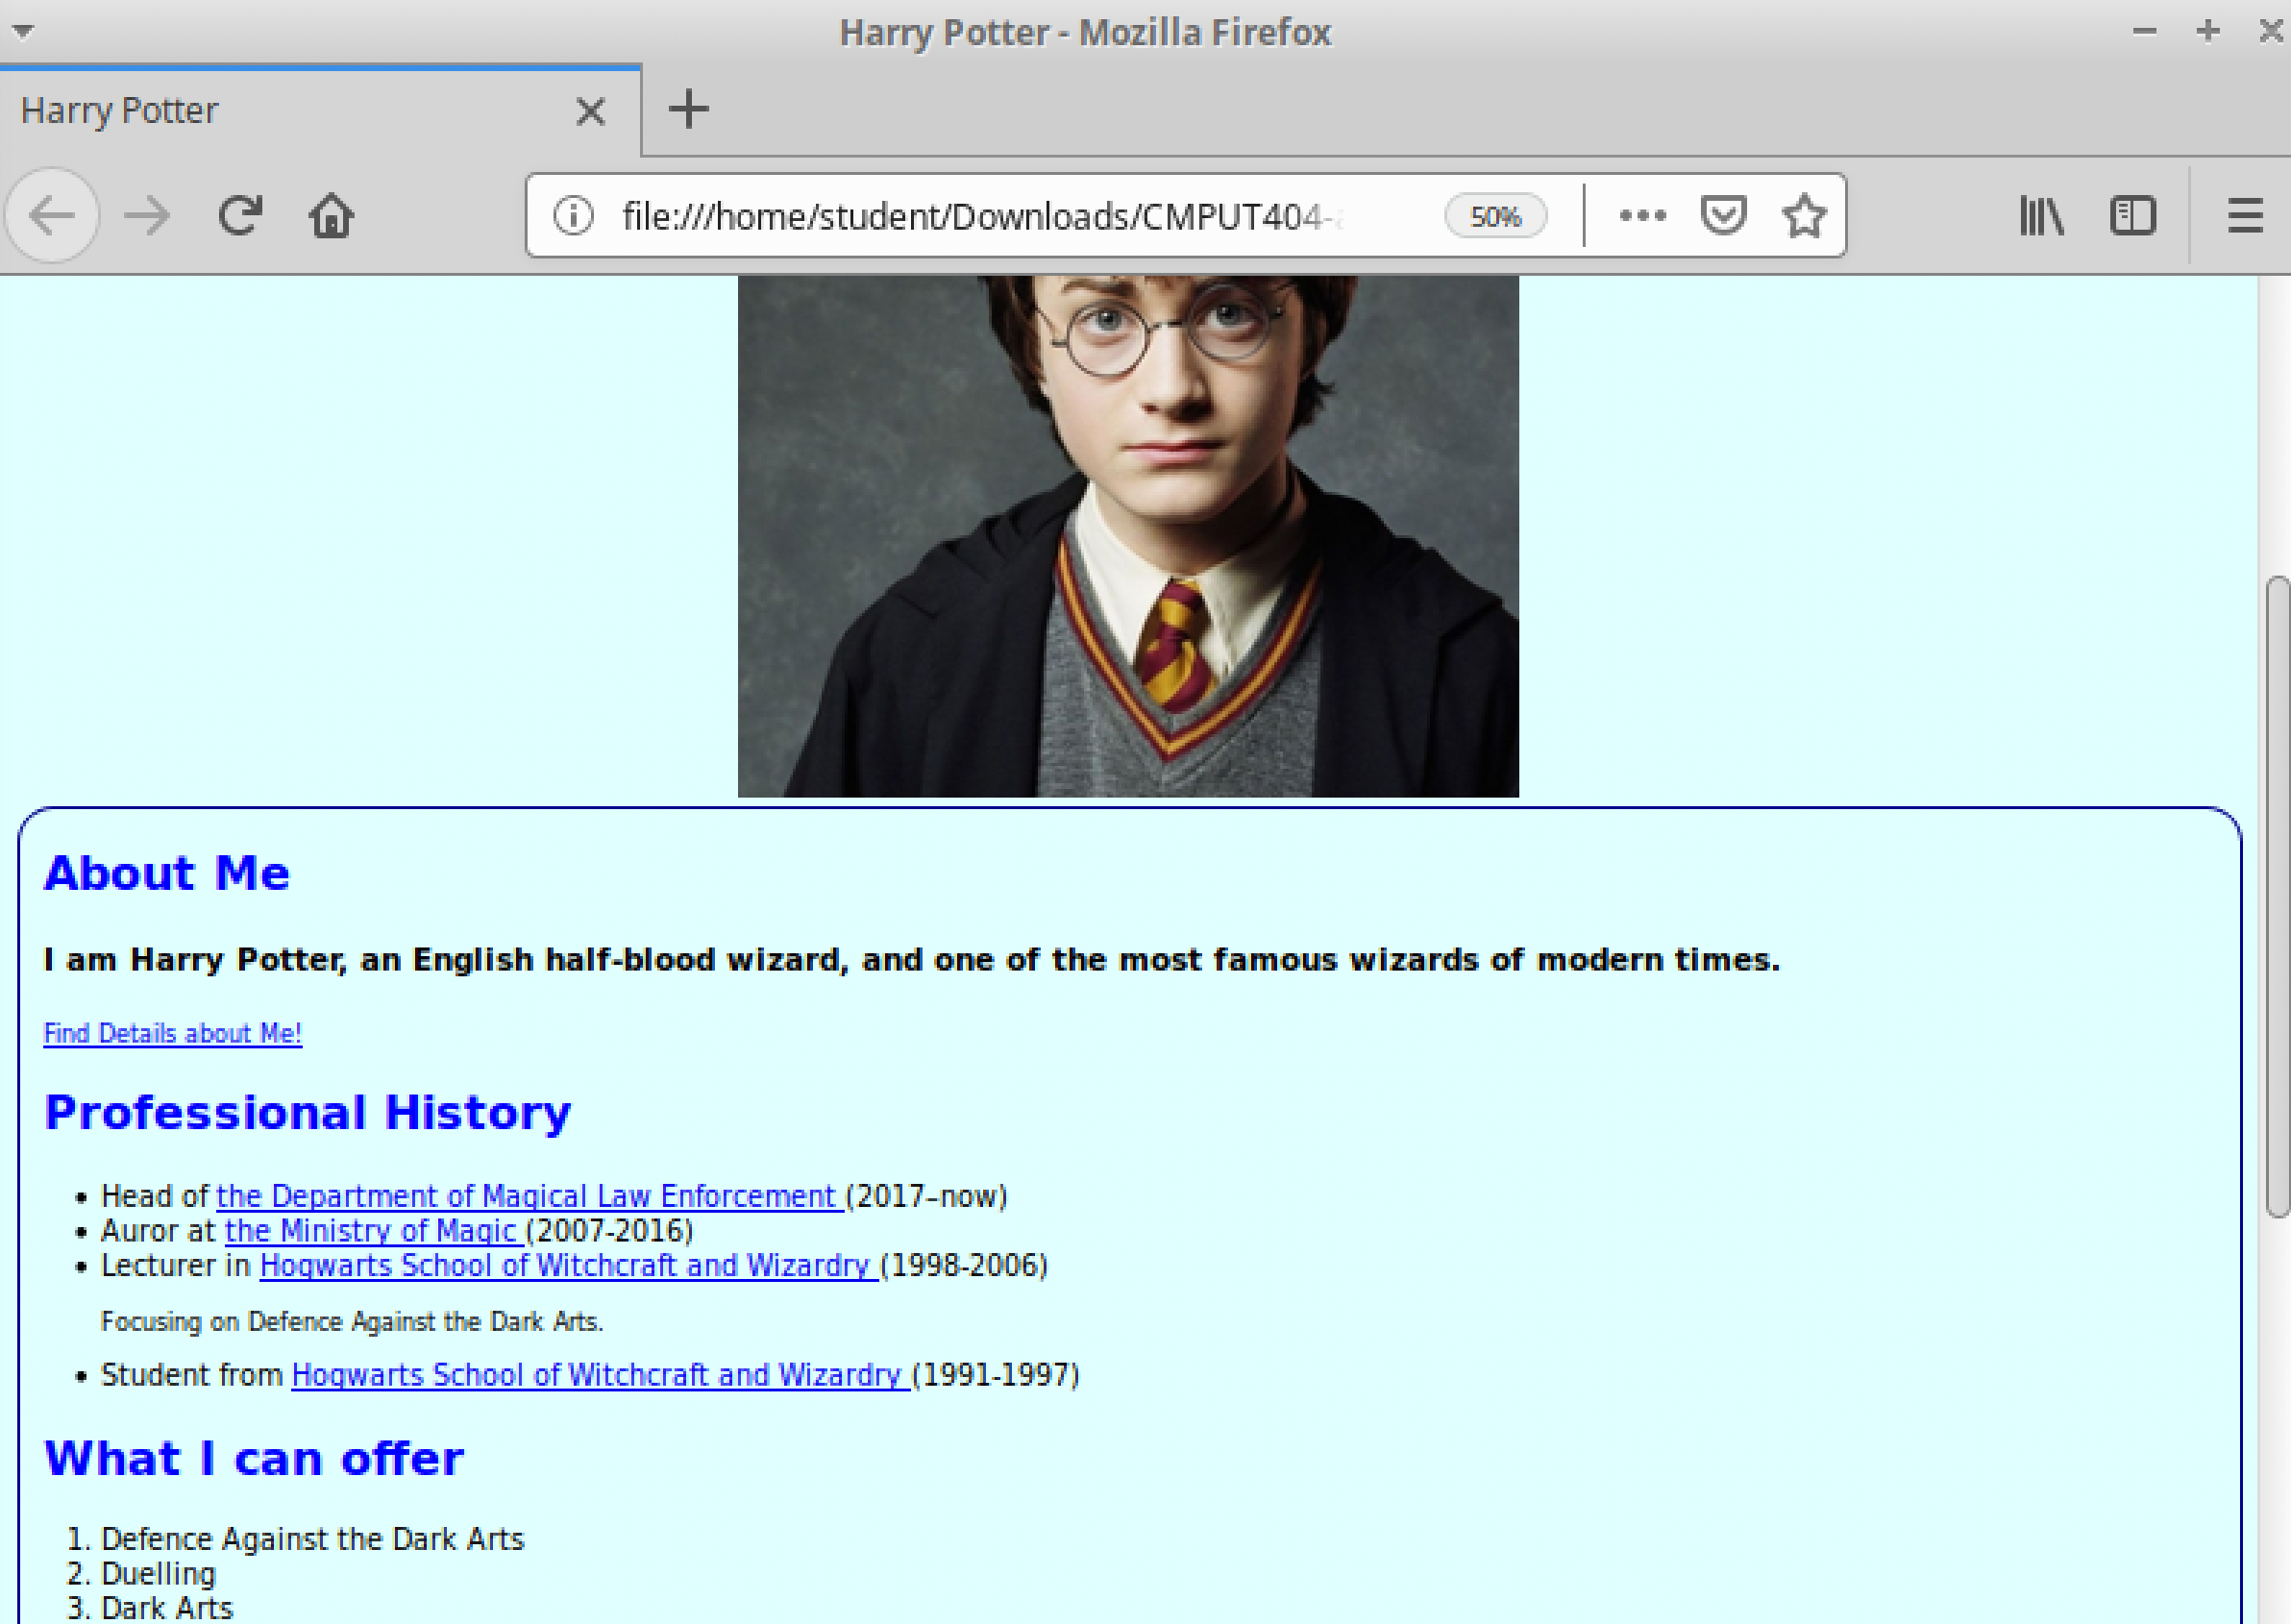 Harry Potter - Mozilla Firefox
Harry Potter
file:///home/student/Downloads/CMPUT404-
50%
About Me
I am Harry Potter, an English half-blood wizard, and one of the most famous wizards of modern times.
Find Details about Me!
Professional History
• Head of the Department of Magical Law Enforcement (2017–now)
• Auror at the Ministry of Magic (2007-2016)
• Lecturer in Hogwarts School of Witchcraft and Wizardry (1998-2006)
Focusing on Defence Against the Dark Arts.
• Student from Hogwarts School of Witchcraft and Wizardry (1991-1997)
What I can offer
1. Defence Against the Dark Arts
2. Duelling
3. Dark Arts